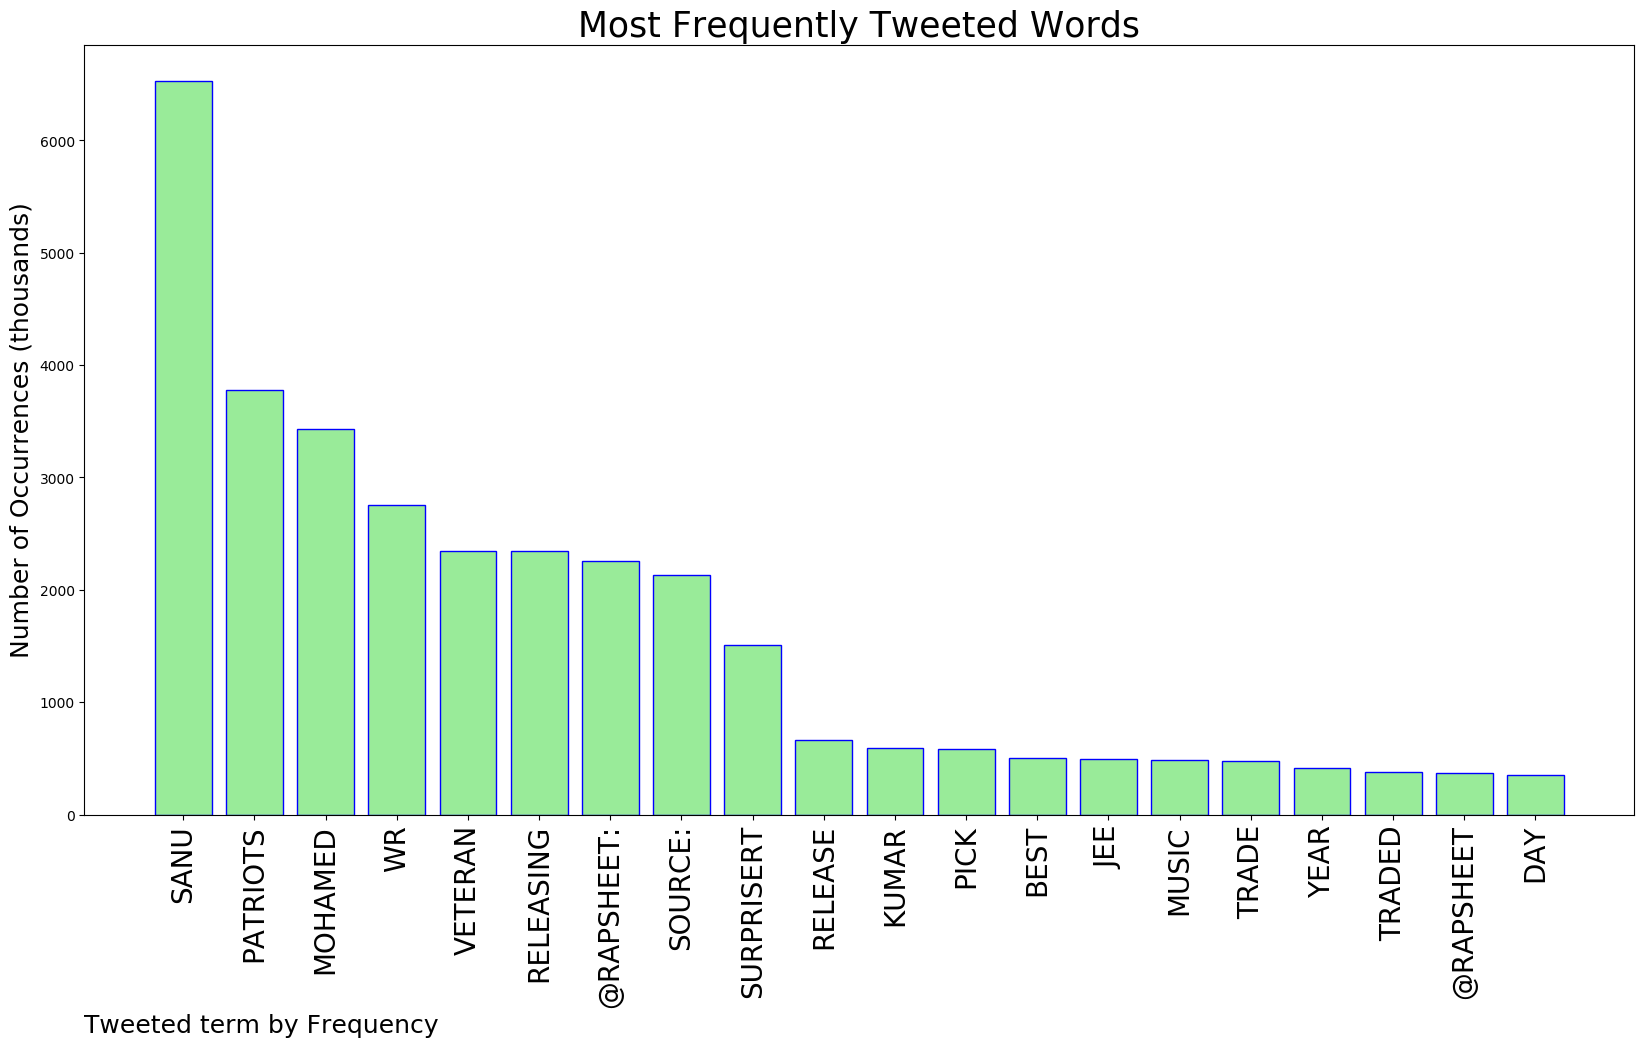 Most Frequently Tweeted Words
Number of Occurrences (thousands)
6000
5000
4000
3000
2000
1000
0
SANU
PATRIOTS
MOHAMED
WR
VETERAN
RELEASING
@RAPSHEET:
SOURCE:
SURPRISERT
RELEASE
KUMAR
PICK
BEST
JEE
MUSIC
TRADE
YEAR
TRADED
@RAPSHEET
DAY
Tweeted term by Frequency